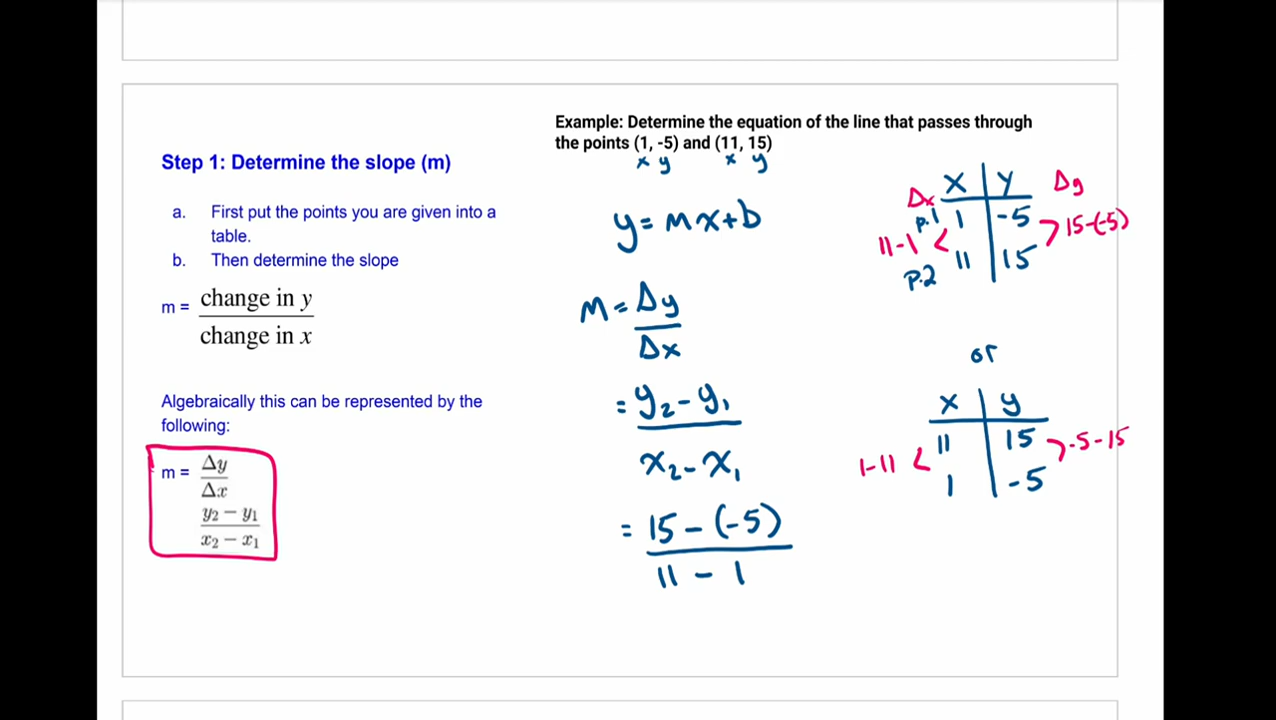 Example: Determine the equation of the line that passes through
the points (1, -5) and (11, 15)
x y x y
Step 1: Determine the slope (m)
a. First put the points you are given into a
table.
b. Then determine the slope
m = change in y
change in x
Algebraically this can be represented by the
following:
m = Δy
Δx
y₂ − y₁
x₂ − x₁
y = mx+b
m = Δy
Δx
= y₂ - y₁
x₂ - x₁
= 15 - (-5)
11 - 1
Δx x y Δy
p.1 1 -5
11-1 < > 15-(-5)
p.2 11 15
or
x y
11 15
1-11 < > -5-15
1 -5